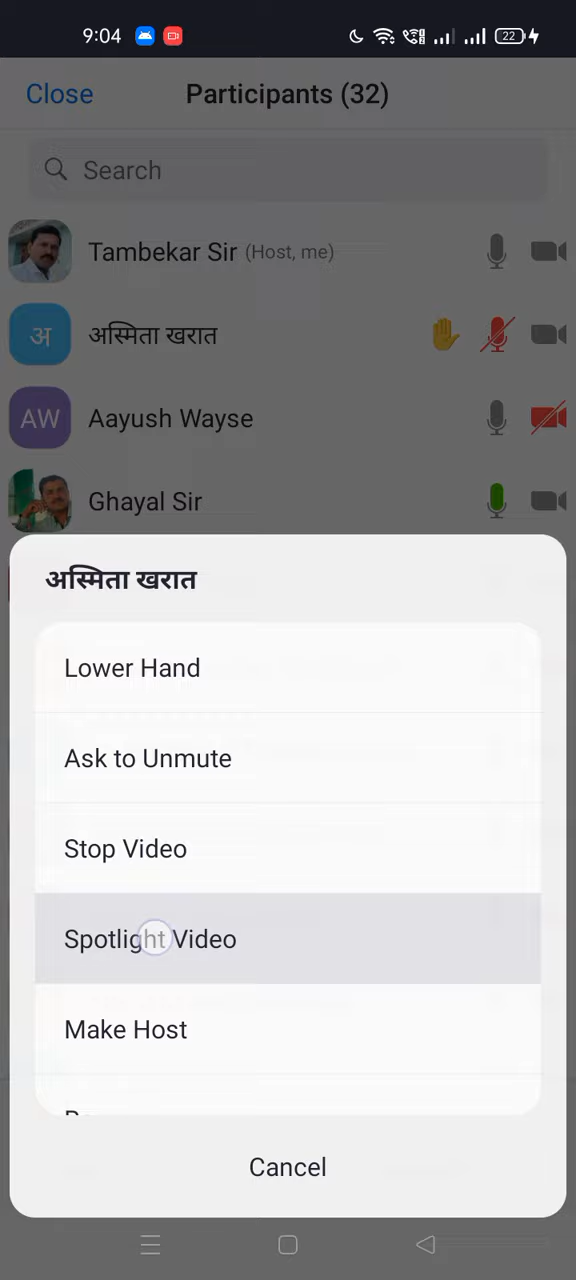 9:04
22
Close Participants (32)
Search
Tambekar Sir (Host, me)
अ अस्मिता खरात
AW Aayush Wayse
Ghayal Sir
अस्मिता खरात
Lower Hand
Ask to Unmute
Stop Video
Spotlight Video
Make Host
Cancel